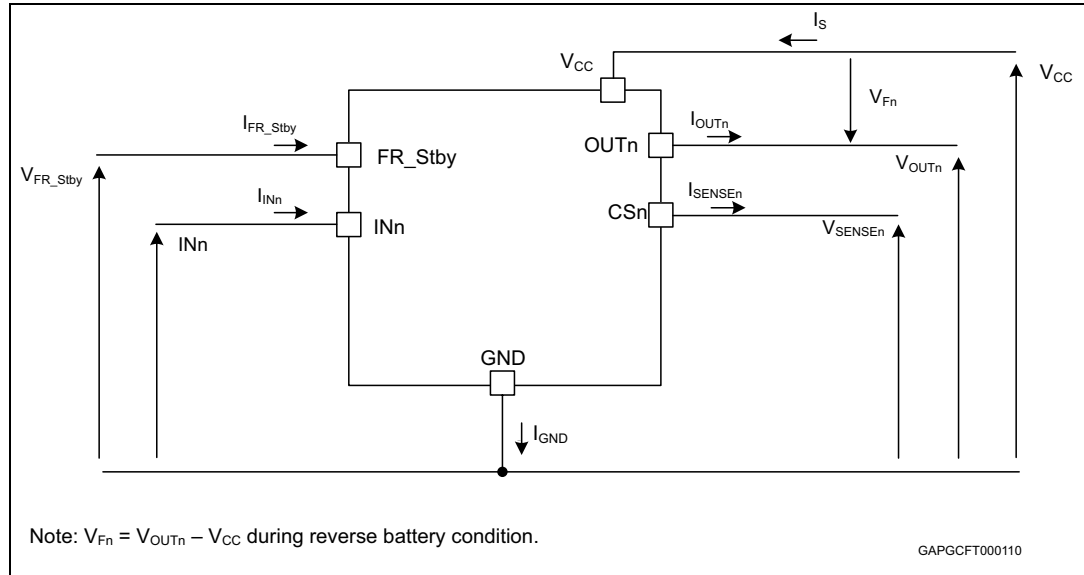 I_S
V_CC
V_CC
V_Fn
I_FR_Stby
I_OUTn
FR_Stby
OUTn
V_FR_Stby
V_OUTn
I_INn
I_SENSEn
CSn
INn
V_SENSEn
INn
GND
I_GND
Note: V_Fn = V_OUTn – V_CC during reverse battery condition.
GAPGCFT000110